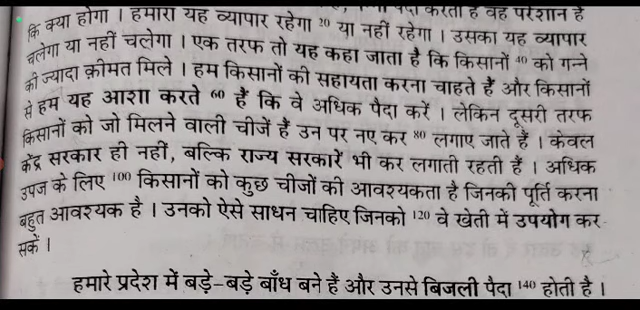 पैदा करता है वह परेशान है
कि क्या होगा । हमारा यह व्यापार रहेगा 20 या नहीं रहेगा । उसका यह व्यापार
चलेगा या नहीं चलेगा । एक तरफ तो यह कहा जाता है कि किसानों 40 को गन्ने
की ज्यादा क़ीमत मिले । हम किसानों की सहायता करना चाहते हैं और किसानों
से हम यह आशा करते 60 हैं कि वे अधिक पैदा करें । लेकिन दूसरी तरफ
किसानों को जो मिलने वाली चीजें हैं उन पर नए कर 80 लगाए जाते हैं । केवल
केंद्र सरकार ही नहीं, बल्कि राज्य सरकारें भी कर लगाती रहती हैं । अधिक
उपज के लिए 100 किसानों को कुछ चीजों की आवश्यकता है जिनकी पूर्ति करना
बहुत आवश्यक है । उनको ऐसे साधन चाहिए जिनको 120 वे खेती में उपयोग कर
सकें ।
हमारे प्रदेश में बड़े-बड़े बाँध बने हैं और उनसे बिजली पैदा 140 होती है ।